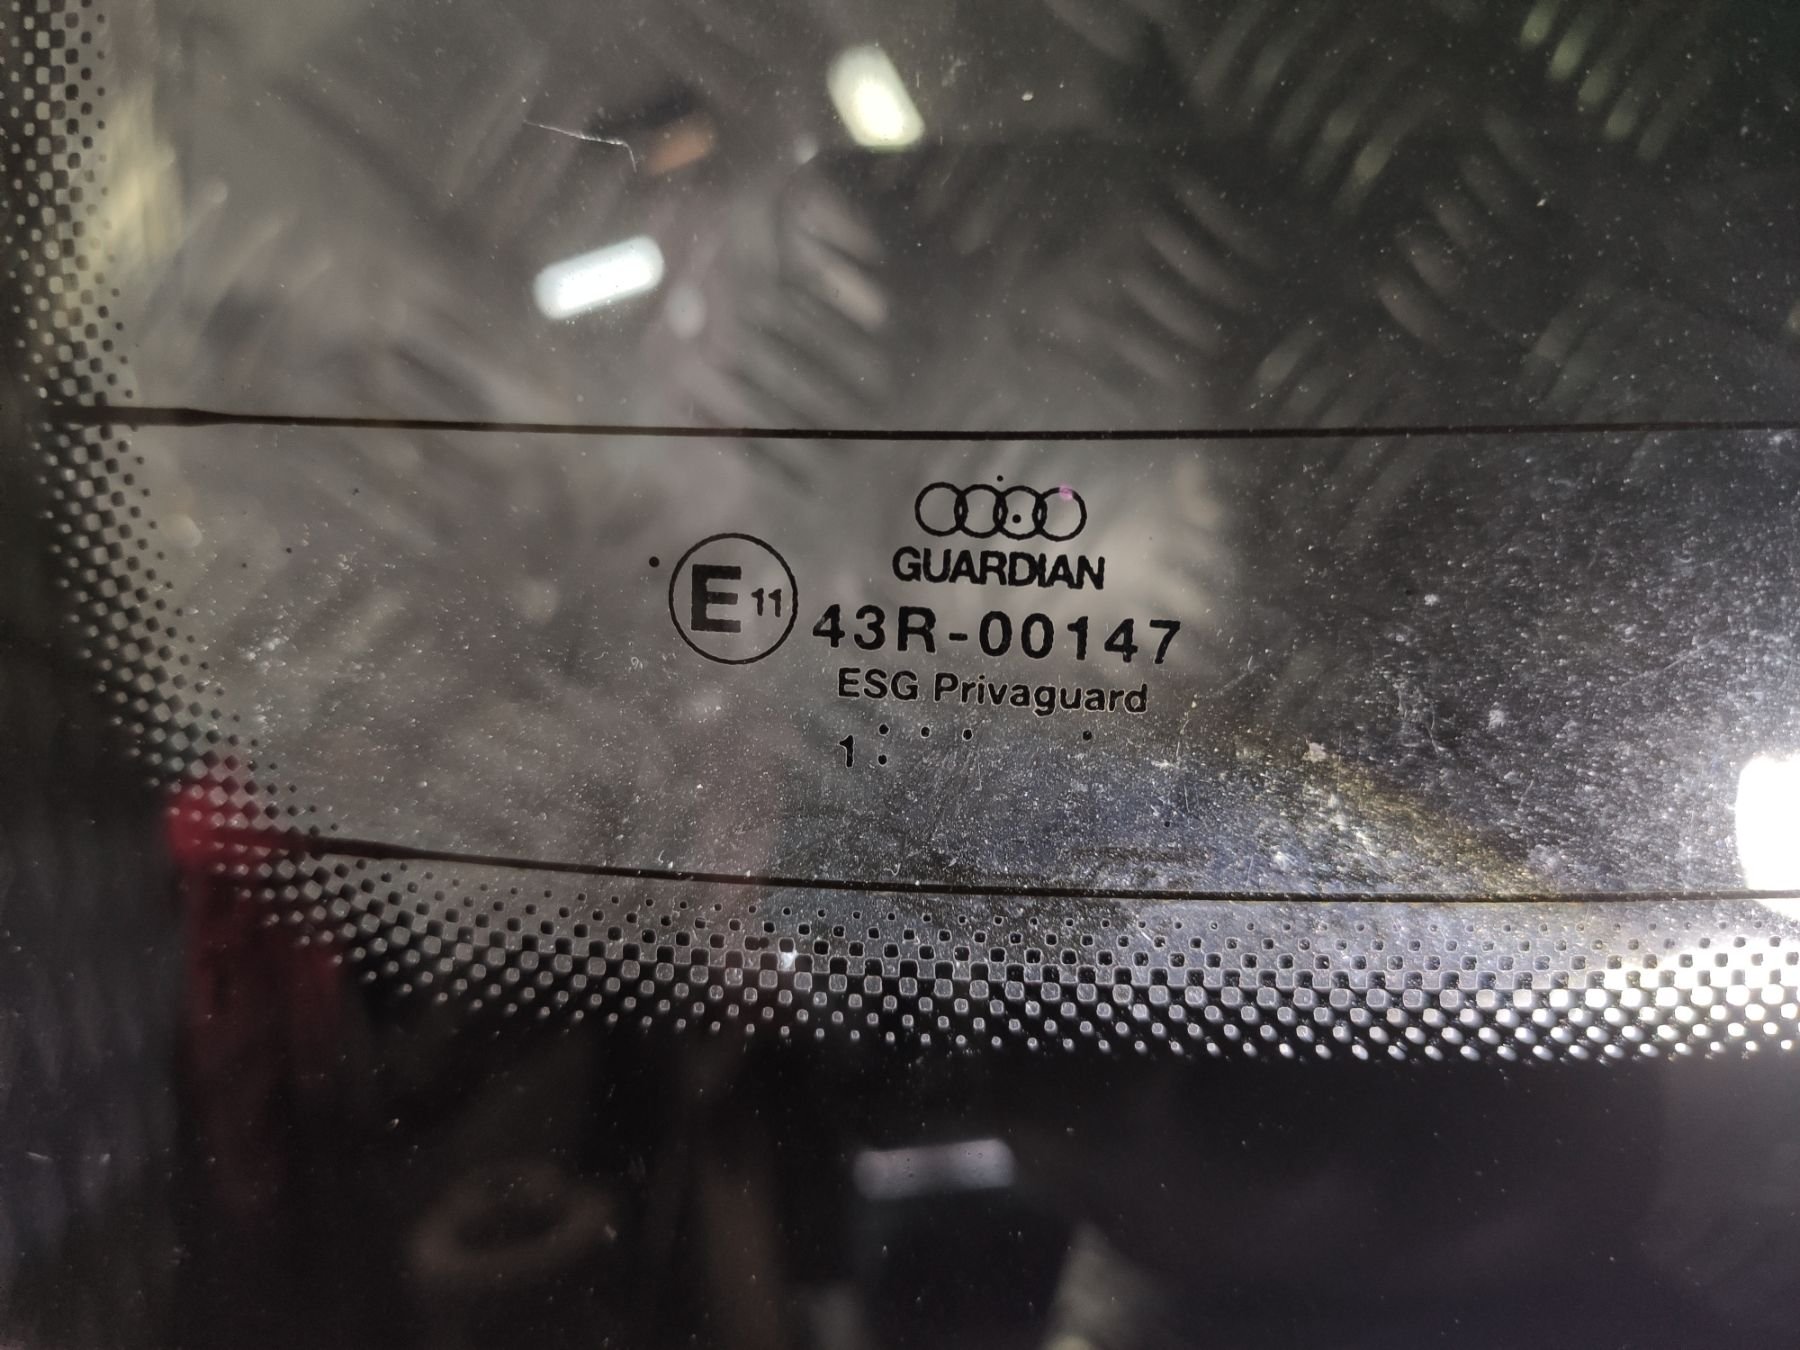 GUARDIAN
E 11
43R-00147
ESG Privaguard
1